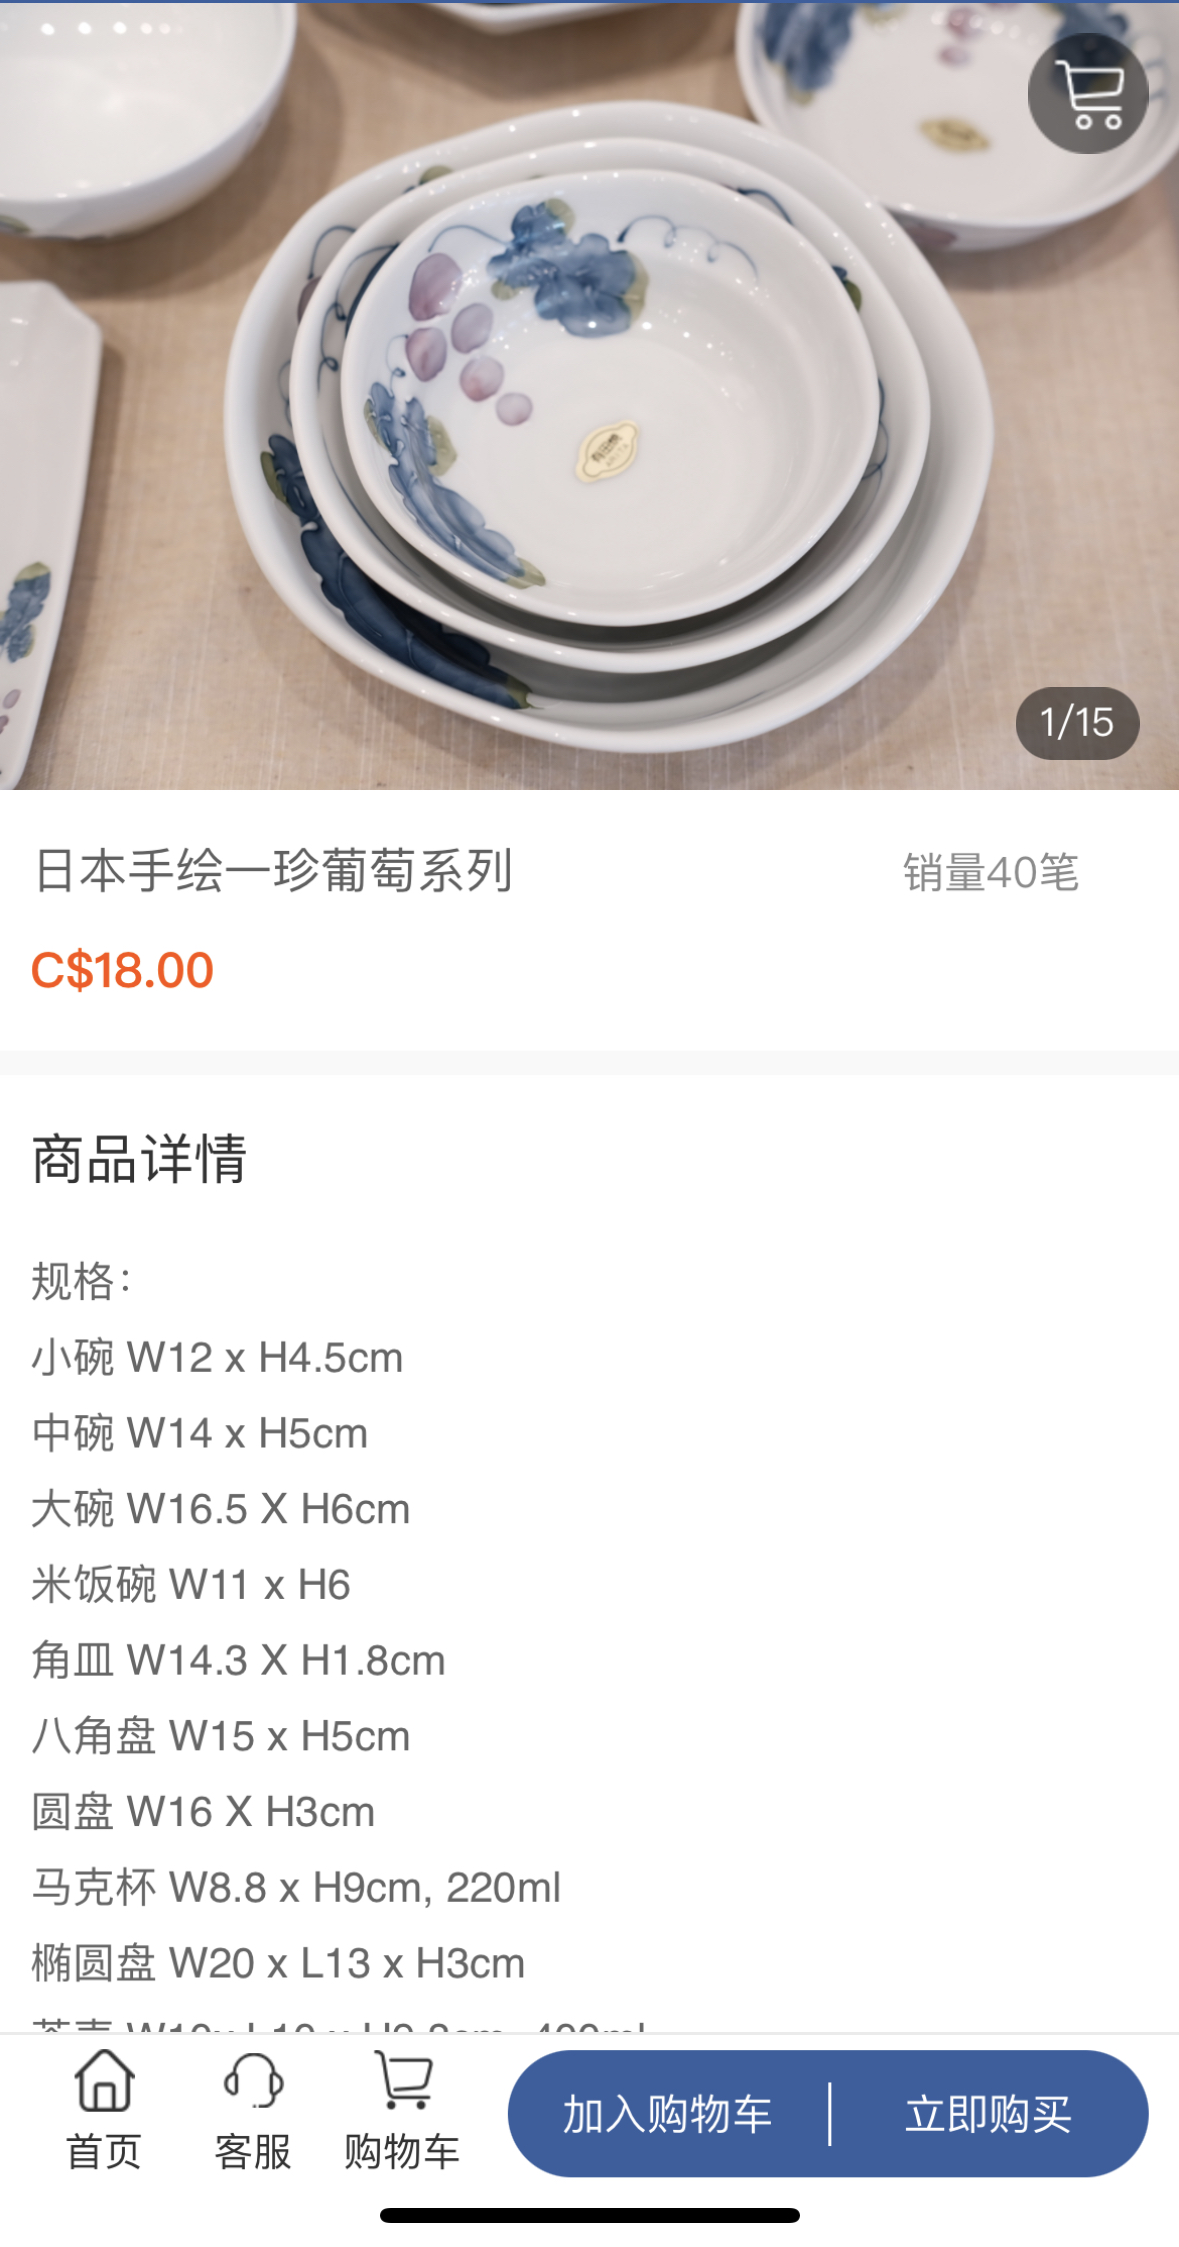 有田焼
ARITA
1/15
日本手绘一珍葡萄系列
销量40笔
C$18.00
商品详情
规格：
小碗 W12 x H4.5cm
中碗 W14 x H5cm
大碗 W16.5 X H6cm
米饭碗 W11 x H6
角皿 W14.3 X H1.8cm
八角盘 W15 x H5cm
圆盘 W16 X H3cm
马克杯 W8.8 x H9cm, 220ml
椭圆盘 W20 x L13 x H3cm
首页
客服
购物车
加入购物车
立即购买